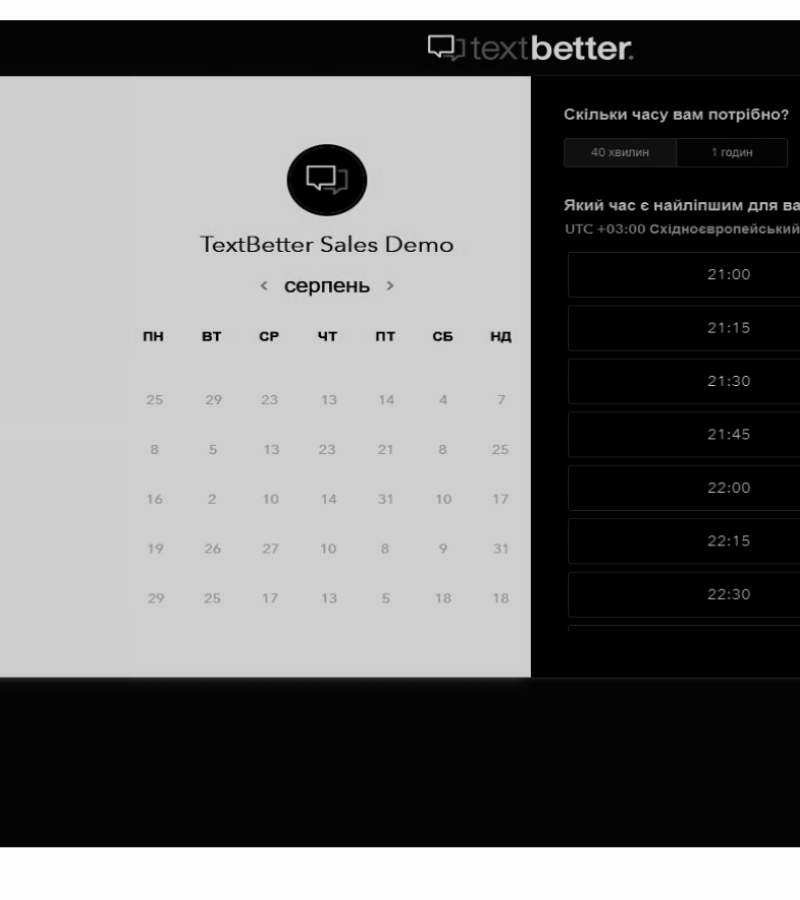 textbetter.
TextBetter Sales Demo
‹ серпень ›
ПН ВТ СР ЧТ ПТ СБ НД
25 29 23 13 14 4 7
8 5 13 23 21 8 25
16 2 10 14 31 10 17
19 26 27 10 8 9 31
29 25 17 13 5 18 18
Скільки часу вам потрібно?
40 хвилин 1 годин
Який час є найліпшим для ва
UTC +03:00 Східноєвропейський
21:00
21:15
21:30
21:45
22:00
22:15
22:30